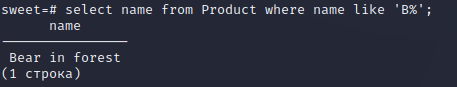 sweet=# select name from Product where name like 'B%';
name
----------------
Bear in forest
(1 строка)